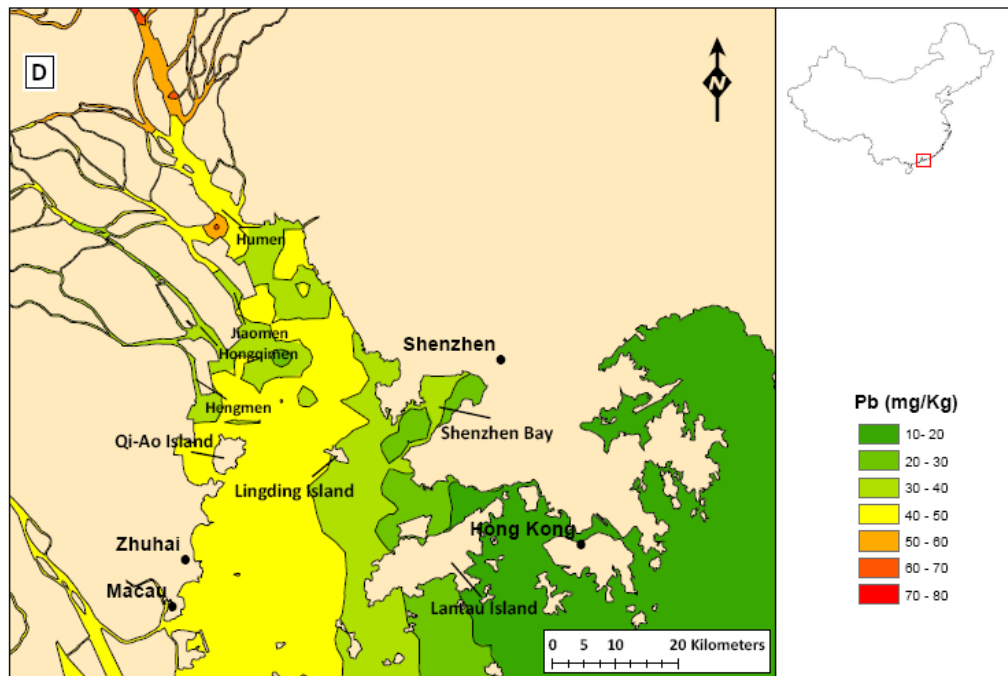 D
N
Humen
Jiaomen
Hongqimen
Shenzhen
Hengmen
Shenzhen Bay
Qi-Ao Island
Lingding Island
Hong Kong
Zhuhai
Macau
Lantau Island
0 5 10 20 Kilometers
Pb (mg/Kg)
10- 20
20 - 30
30 - 40
40 - 50
50 - 60
60 - 70
70 - 80